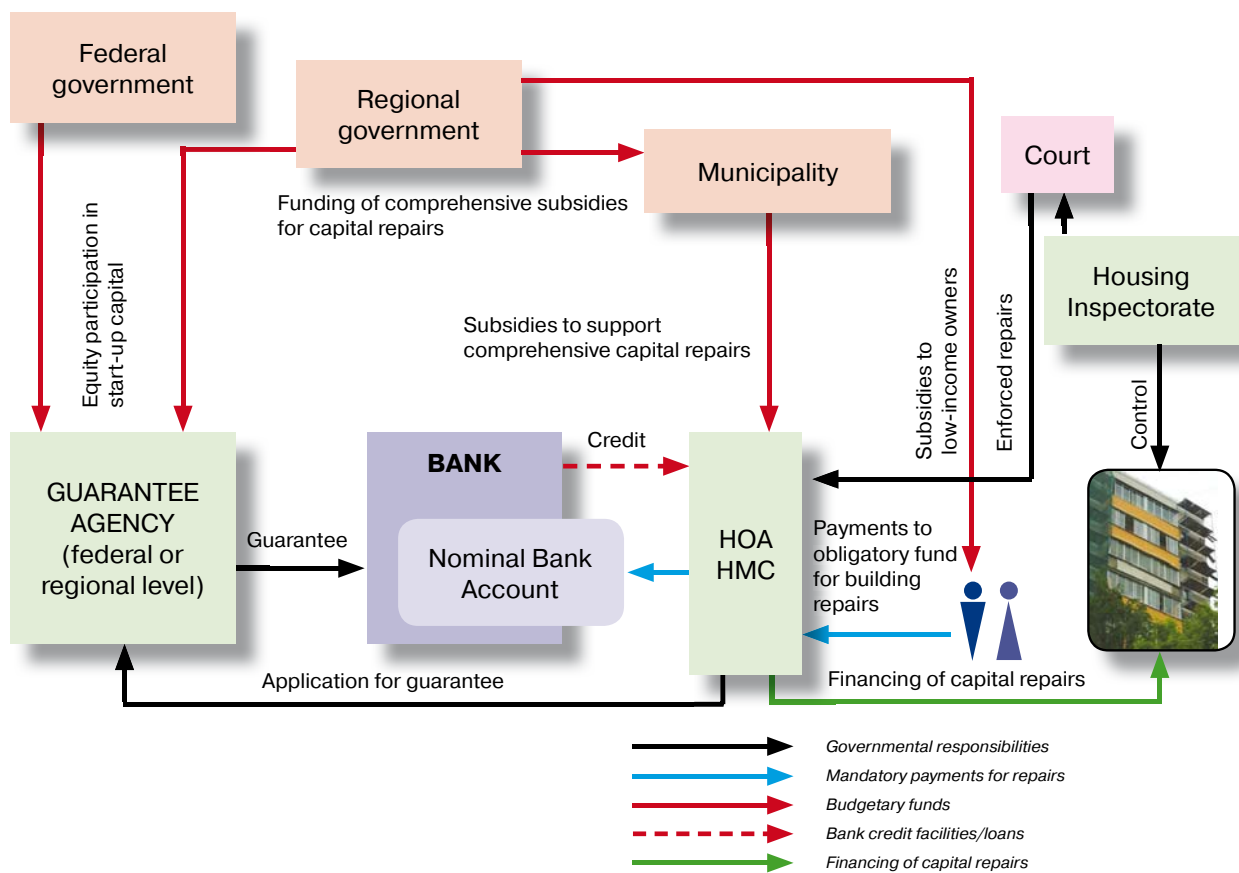 Federal
government
Regional
government
Municipality
Court
Housing
Inspectorate
Funding of comprehensive subsidies
for capital repairs
Equity participation in
start-up capital
Subsidies to support
comprehensive capital repairs
Subsidies to
low-income owners
Enforced repairs
Control
GUARANTEE
AGENCY
(federal or
regional level)
Guarantee
BANK
Nominal Bank
Account
Credit
HOA
HMC
Payments to
obligatory fund
for building
repairs
Application for guarantee
Financing of capital repairs
Governmental responsibilities
Mandatory payments for repairs
Budgetary funds
Bank credit facilities/loans
Financing of capital repairs